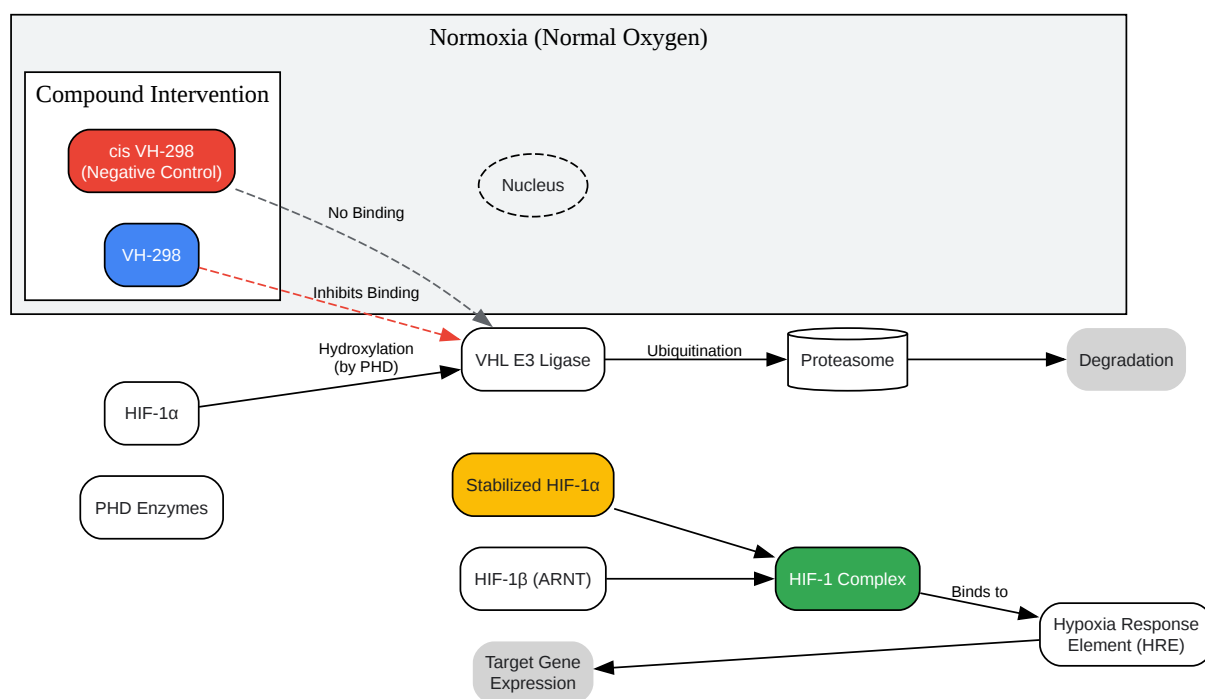 Normoxia (Normal Oxygen)
Compound Intervention
cis VH-298
(Negative Control)
No Binding
Nucleus
VH-298
Inhibits Binding
Hydroxylation
(by PHD)
VHL E3 Ligase
Ubiquitination
Proteasome
Degradation
HIF-1α
PHD Enzymes
Stabilized HIF-1α
HIF-1β (ARNT)
HIF-1 Complex
Binds to
Hypoxia Response
Element (HRE)
Target Gene
Expression